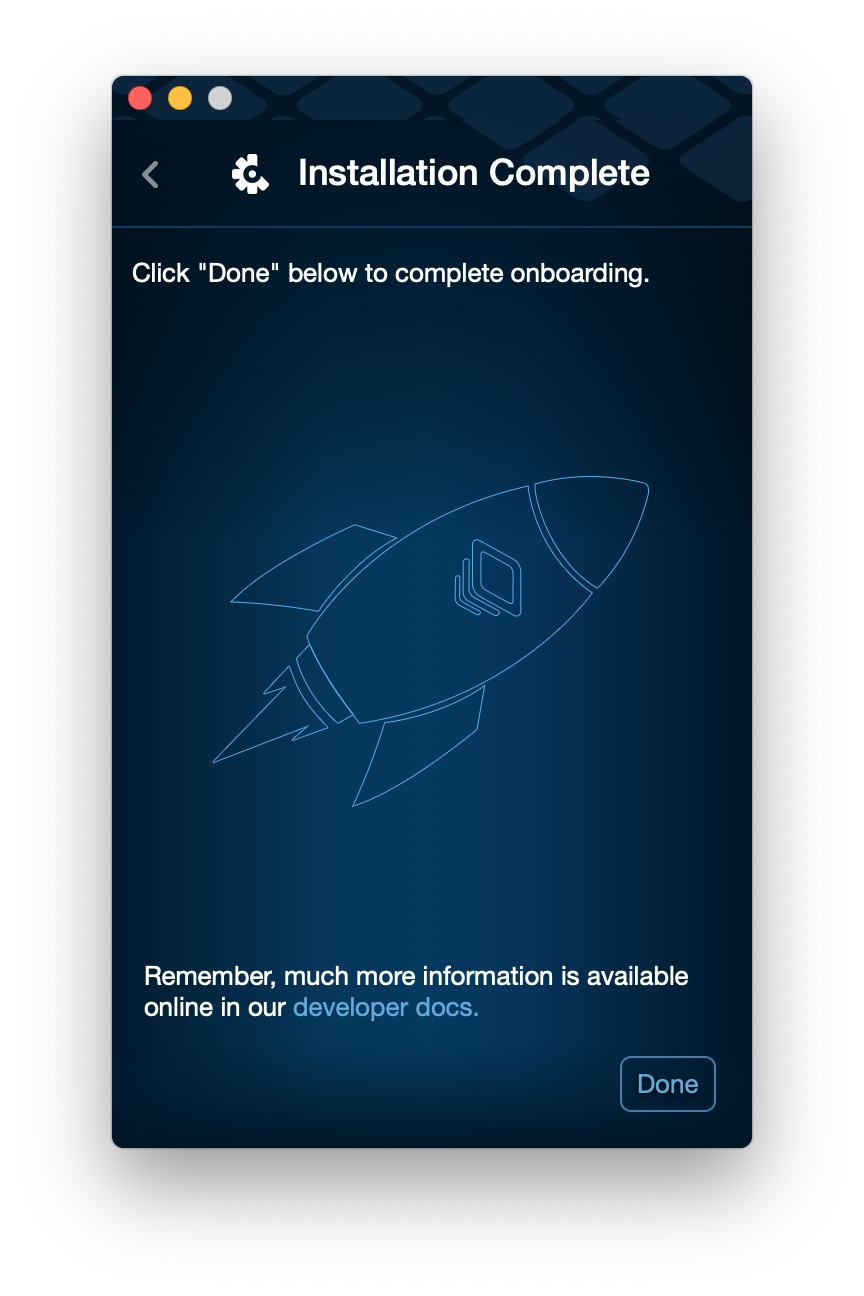 Installation Complete
Click "Done" below to complete onboarding.
Remember, much more information is available
online in our developer docs.
Done